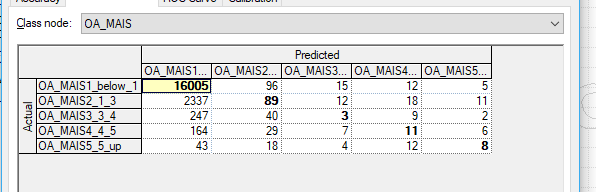 Accuracy ROC Curve Calibration
Class node: OA_MAIS
Predicted
OA_MAIS1... OA_MAIS2... OA_MAIS3... OA_MAIS4... OA_MAIS5...
Actual
OA_MAIS1_below_1 16005 96 15 12 5
OA_MAIS2_1_3 2337 89 12 18 11
OA_MAIS3_3_4 247 40 3 9 2
OA_MAIS4_4_5 164 29 7 11 6
OA_MAIS5_5_up 43 18 4 12 8